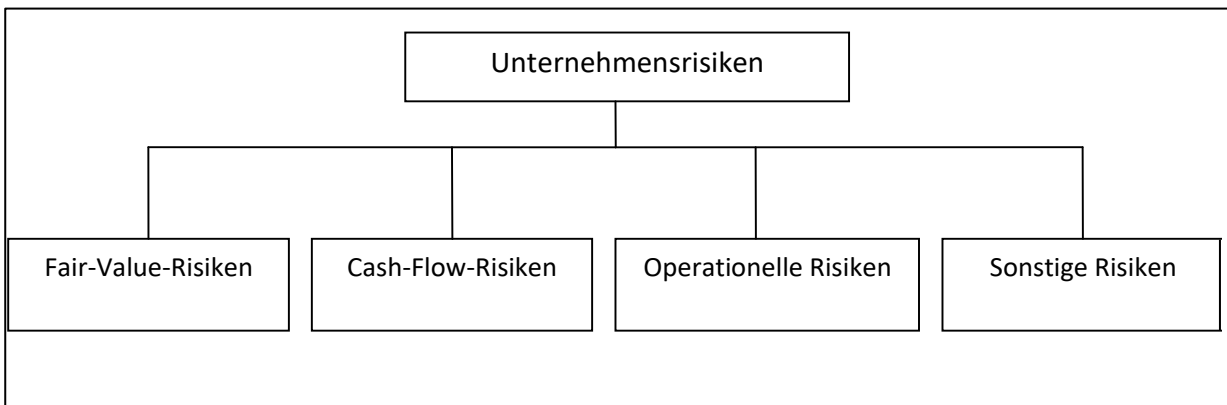 Unternehmensrisiken
Fair-Value-Risiken
Cash-Flow-Risiken
Operationelle Risiken
Sonstige Risiken